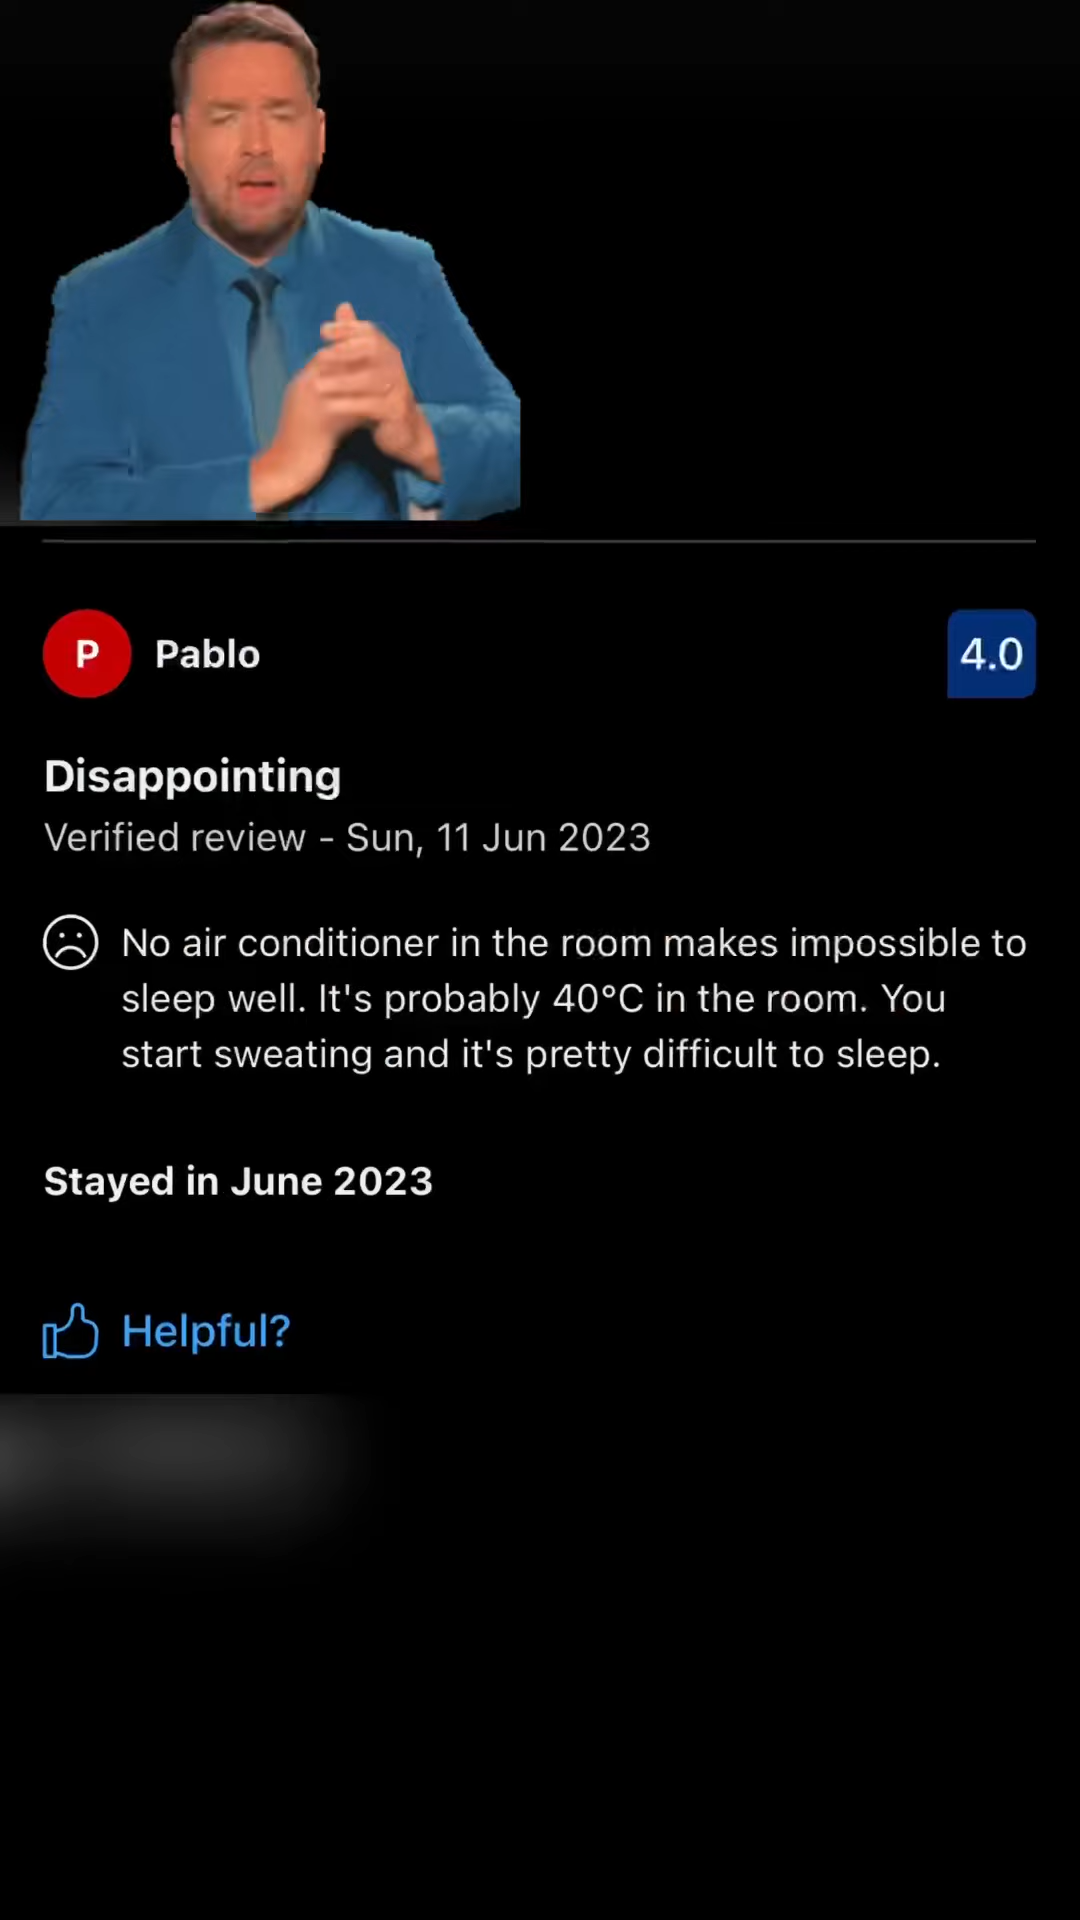 P
Pablo
4.0
Disappointing
Verified review - Sun, 11 Jun 2023
No air conditioner in the room makes impossible to
sleep well. It's probably 40°C in the room. You
start sweating and it's pretty difficult to sleep.
Stayed in June 2023
Helpful?